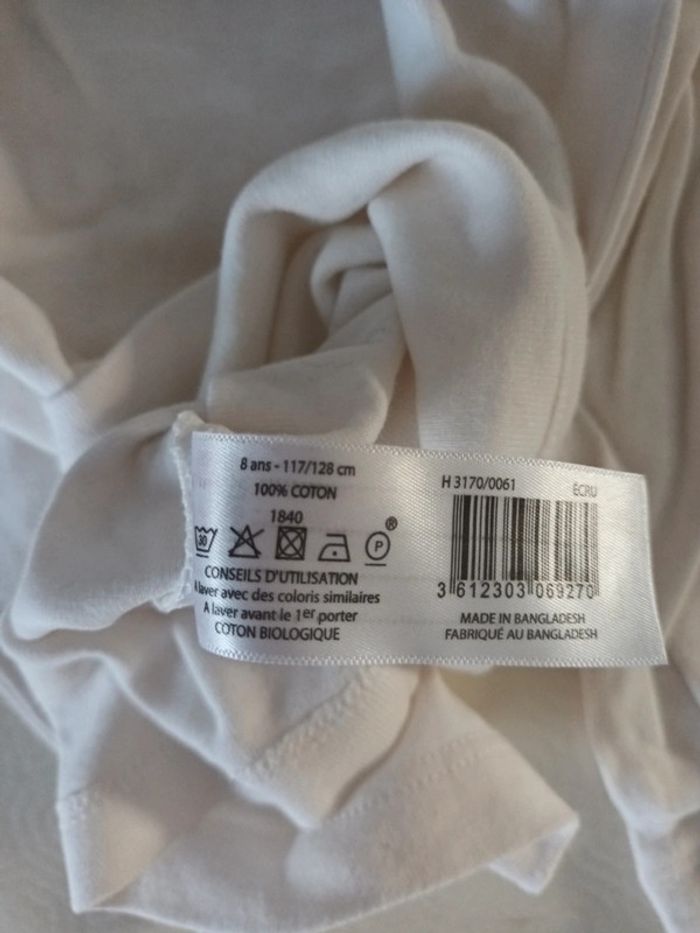 8 ans - 117/128 cm
100% COTON
1840
30
P
®
CONSEILS D'UTILISATION
A laver avec des coloris similaires
A laver avant le 1er porter
COTON BIOLOGIQUE
H 3170/0061
ÉCRU
3 612303 069270
MADE IN BANGLADESH
FABRIQUÉ AU BANGLADESH